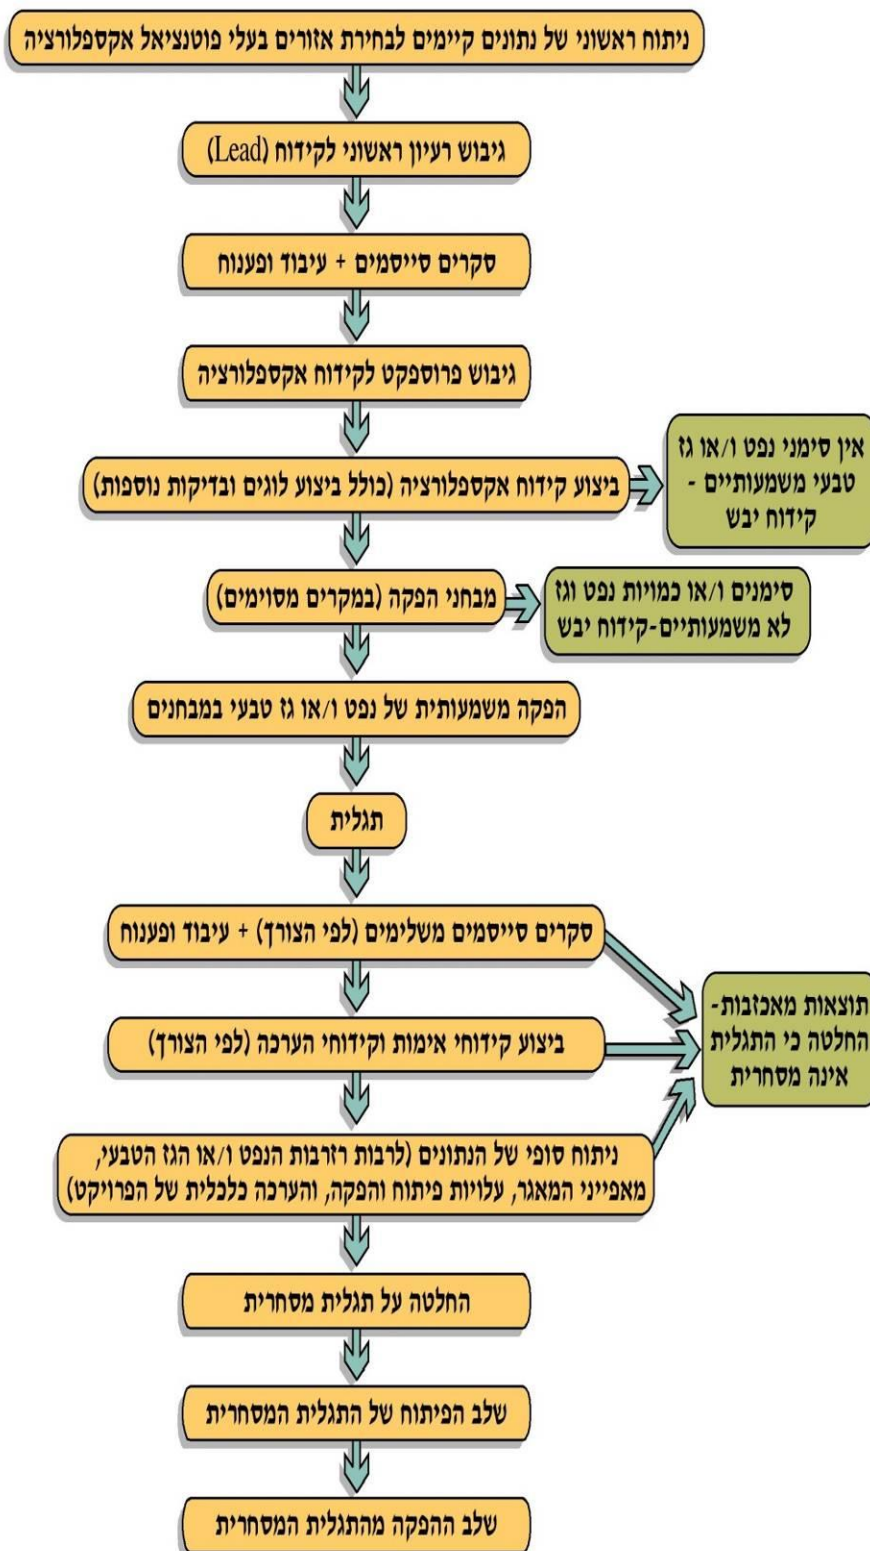 ניתוח ראשוני של נתונים קיימים לבחירת אזורים בעלי פוטנציאל אקספלורציה
גיבוש רעיון ראשוני לקידוח (Lead)
סקרים סייסמים + עיבוד ופענוח
גיבוש פרוספקט לקידוח אקספלורציה
ביצוע קידוח אקספלורציה (כולל ביצוע לוגים ובדיקות נוספות)
אין סימני נפט ו/או גז
טבעי משמעותיים -
קידוח יבש
מבחני הפקה (במקרים מסוימים)
סימנים ו/או כמויות נפט וגז
לא משמעותיים-קידוח יבש
הפקה משמעותית של נפט ו/או גז טבעי במבחנים
תגלית
סקרים סייסמים משלימים (לפי הצורך) + עיבוד ופענוח
ביצוע קידוחי אימות וקידוחי הערכה (לפי הצורך)
תוצאות מאכזבות-
החלטה כי התגלית
אינה מסחרית
ניתוח סופי של הנתונים (לרבות רזרבות הנפט ו/או הגז הטבעי,
מאפייני המאגר, עלויות פיתוח והפקה, והערכה כלכלית של הפרויקט)
החלטה על תגלית מסחרית
שלב הפיתוח של התגלית המסחרית
שלב ההפקה מהתגלית המסחרית